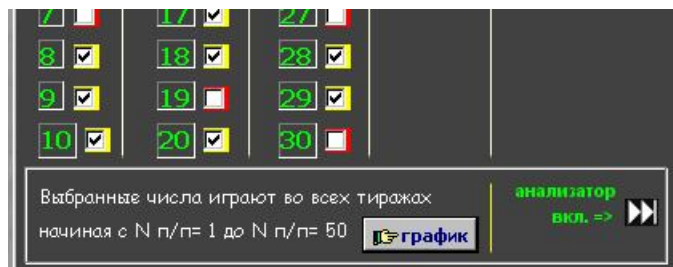 7 17 27
8 18 28
9 19 29
10 20 30
Выбранные числа играют во всех тиражах
начиная с N п/п= 1 до N п/п= 50
график
анализатор
вкл. =>